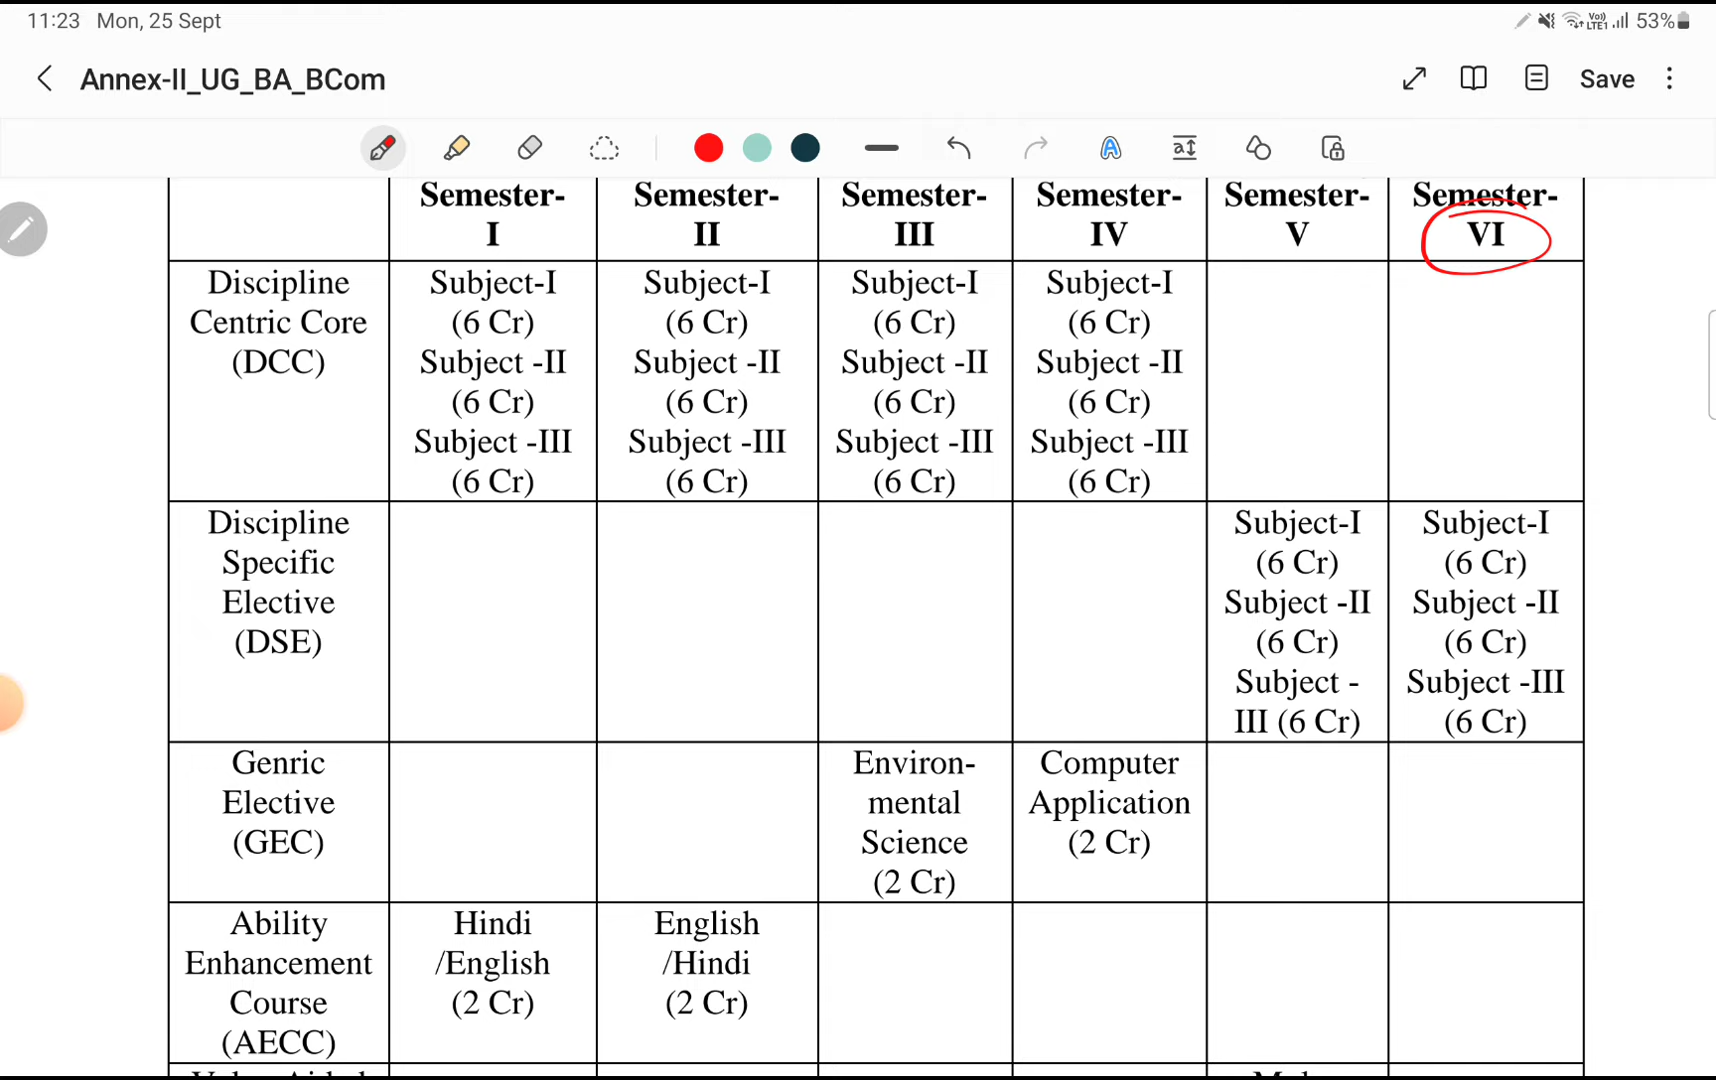 11:23 Mon, 25 Sept
Vo))
LTE1
53%
Annex-II_UG_BA_BCom
Save
Semester-
I
Semester-
II
Semester-
III
Semester-
IV
Semester-
V
Semester-
VI
Discipline
Centric Core
(DCC)
Subject-I
(6 Cr)
Subject -II
(6 Cr)
Subject -III
(6 Cr)
Subject-I
(6 Cr)
Subject -II
(6 Cr)
Subject -III
(6 Cr)
Subject-I
(6 Cr)
Subject -II
(6 Cr)
Subject -III
(6 Cr)
Subject-I
(6 Cr)
Subject -II
(6 Cr)
Subject -III
(6 Cr)
Discipline
Specific
Elective
(DSE)
Subject-I
(6 Cr)
Subject -II
(6 Cr)
Subject -
III (6 Cr)
Subject-I
(6 Cr)
Subject -II
(6 Cr)
Subject -III
(6 Cr)
Genric
Elective
(GEC)
Environ-
mental
Science
(2 Cr)
Computer
Application
(2 Cr)
Ability
Enhancement
Course
(AECC)
Hindi
/English
(2 Cr)
English
/Hindi
(2 Cr)